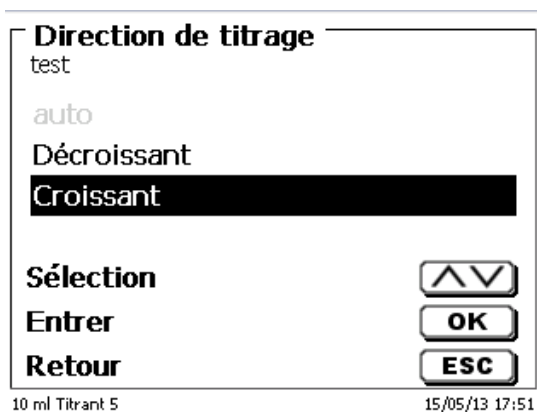 Direction de titrage
test
auto
Décroissant
Croissant
Sélection
Entrer OK
Retour ESC
10 ml Titrant 5 15/05/13 17:51